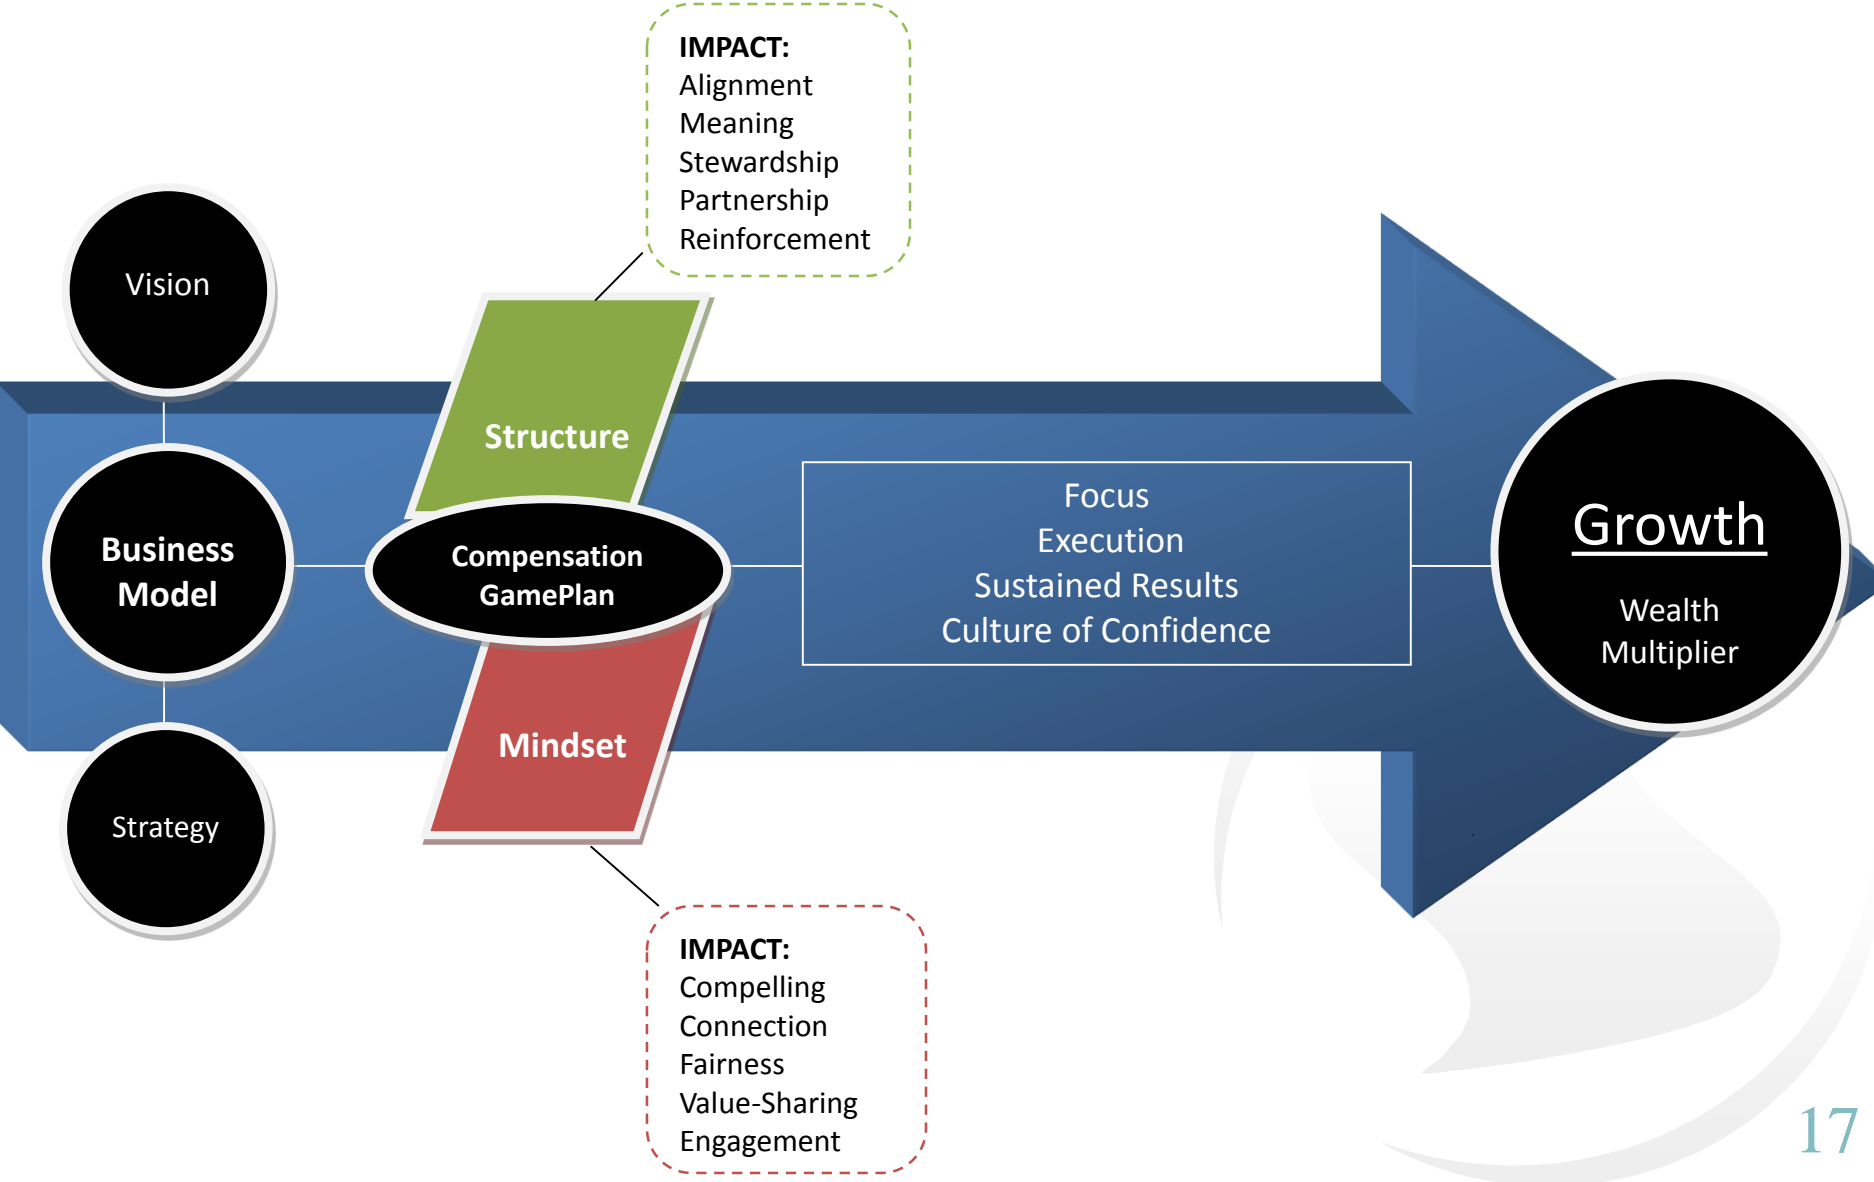 IMPACT:
Alignment
Meaning
Stewardship
Partnership
Reinforcement
Vision
Structure
Business
Model
Compensation
GamePlan
Focus
Execution
Sustained Results
Culture of Confidence
Growth
Wealth
Multiplier
Mindset
Strategy
IMPACT:
Compelling
Connection
Fairness
Value-Sharing
Engagement
17